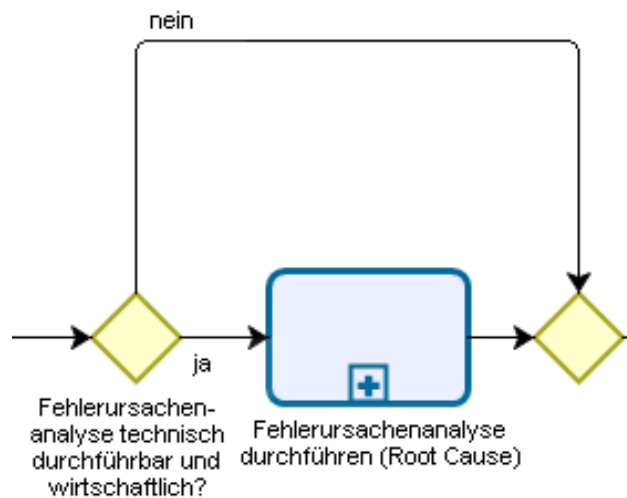 nein
ja
Fehlerursachen-
analyse technisch
durchführbar und
wirtschaftlich?
Fehlerursachenanalyse
durchführen (Root Cause)